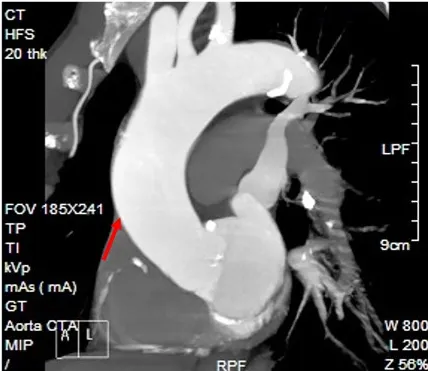 CT
HFS
20 thk
LPF
FOV 185X241
TP
TI
kVp
mAs ( mA)
GT
Aorta CTA
MIP
/
A L
9cm
RPF
W 800
L 200
Z 56%